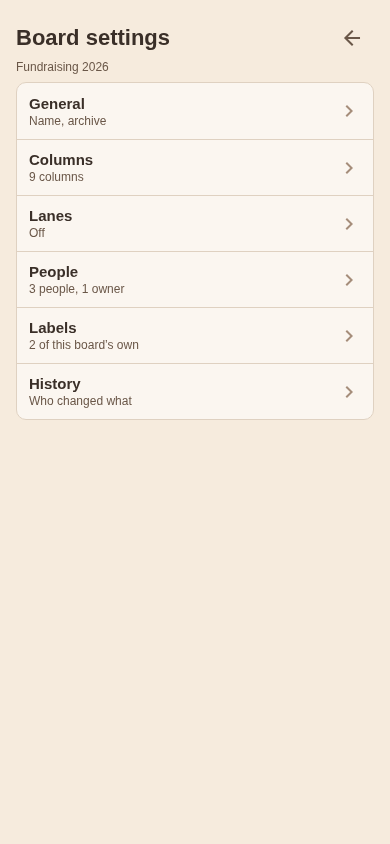 Board settings
Fundraising 2026
General
Name, archive
Columns
9 columns
Lanes
Off
People
3 people, 1 owner
Labels
2 of this board's own
History
Who changed what